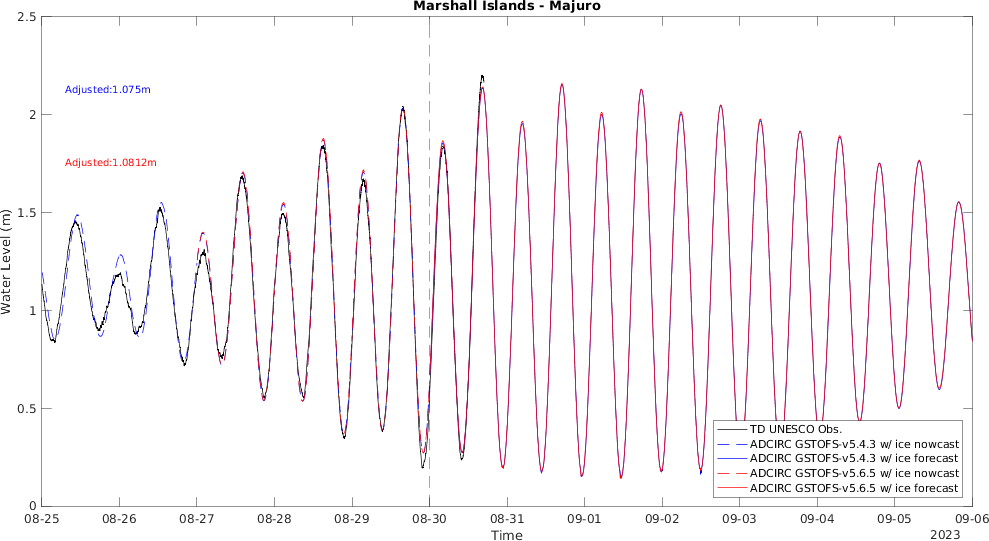 Marshall Islands - Majuro
2.5
2
1.5
1
0.5
0
Water Level (m)
Adjusted:1.075m
Adjusted:1.0812m
TD UNESCO Obs.
ADCIRC GSTOFS-v5.4.3 w/ ice nowcast
ADCIRC GSTOFS-v5.4.3 w/ ice forecast
ADCIRC GSTOFS-v5.6.5 w/ ice nowcast
ADCIRC GSTOFS-v5.6.5 w/ ice forecast
08-25 08-26 08-27 08-28 08-29 08-30 08-31 09-01 09-02 09-03 09-04 09-05 09-06
Time
2023